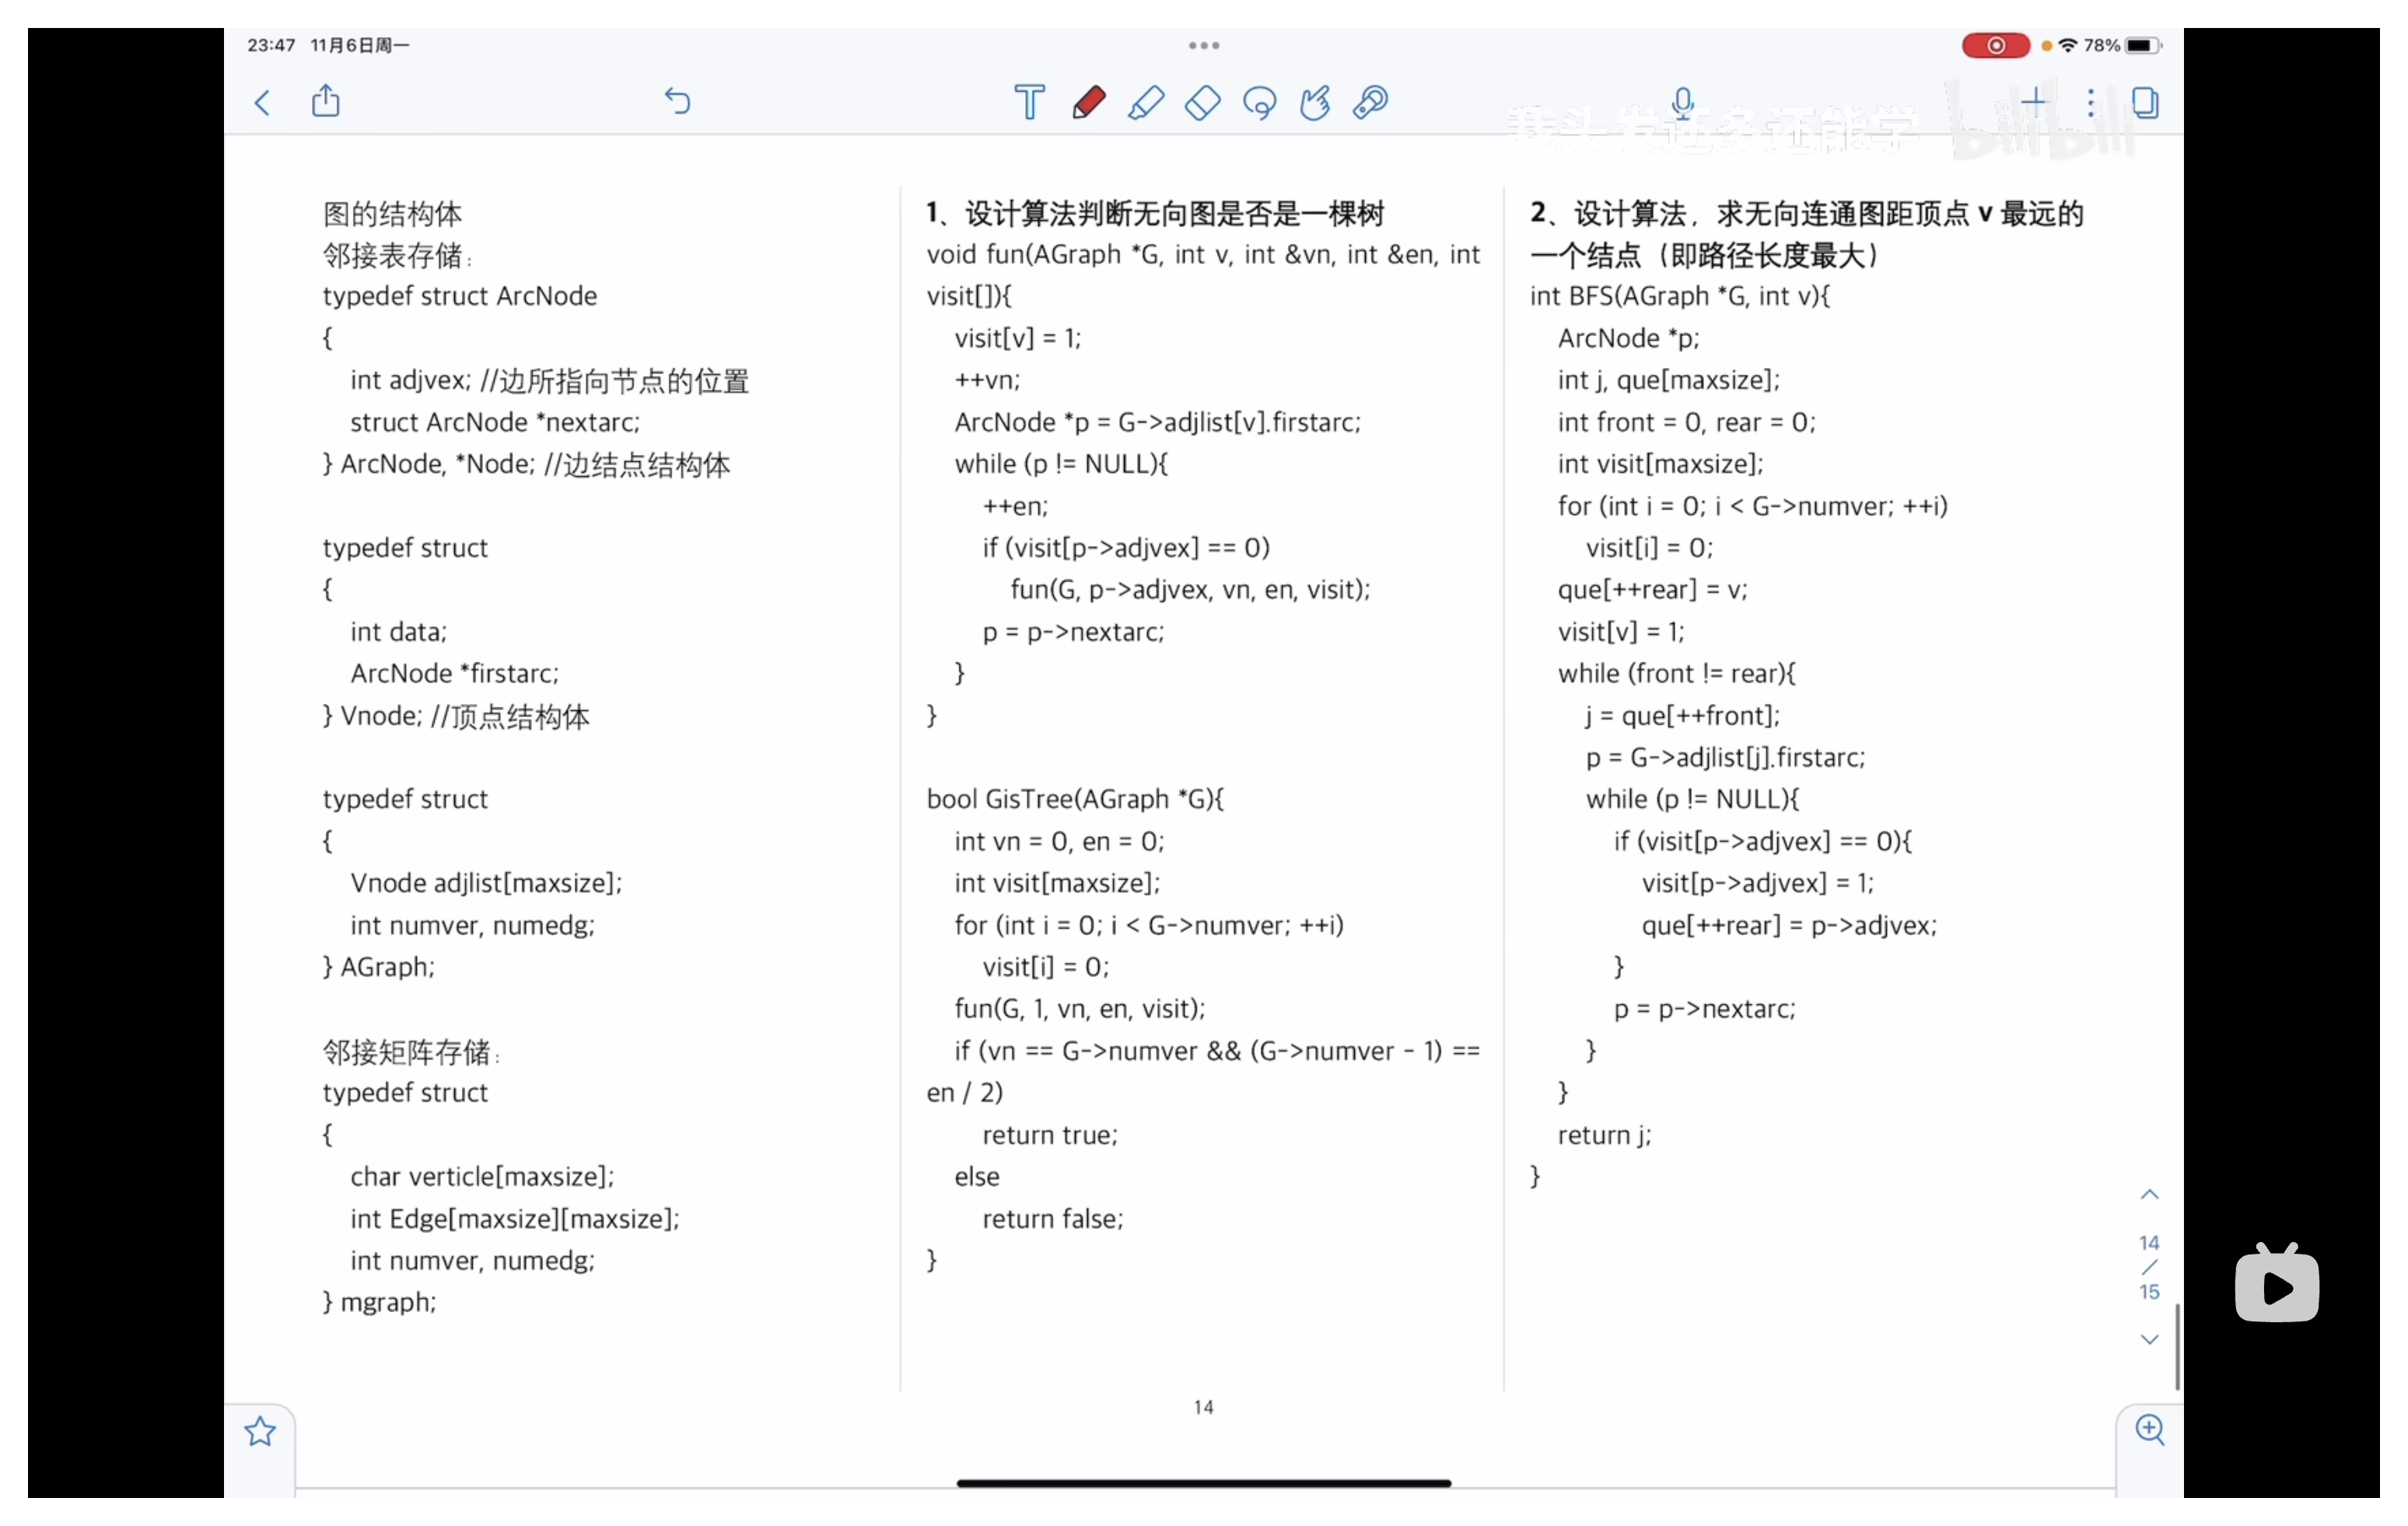 23:47 11月6日周一
78%
我头发还多还能学 bilibili
图的结构体
邻接表存储:
typedef struct ArcNode
{
int adjvex; //边所指向节点的位置
struct ArcNode *nextarc;
} ArcNode, *Node; //边结点结构体
typedef struct
{
int data;
ArcNode *firstarc;
} Vnode; //顶点结构体
typedef struct
{
Vnode adjlist[maxsize];
int numver, numedg;
} AGraph;
邻接矩阵存储:
typedef struct
{
char verticle[maxsize];
int Edge[maxsize][maxsize];
int numver, numedg;
} mgraph;
1、设计算法判断无向图是否是一棵树
void fun(AGraph *G, int v, int &vn, int &en, int
visit[]){
visit[v] = 1;
++vn;
ArcNode *p = G->adjlist[v].firstarc;
while (p != NULL){
++en;
if (visit[p->adjvex] == 0)
fun(G, p->adjvex, vn, en, visit);
p = p->nextarc;
}
}
bool GisTree(AGraph *G){
int vn = 0, en = 0;
int visit[maxsize];
for (int i = 0; i < G->numver; ++i)
visit[i] = 0;
fun(G, 1, vn, en, visit);
if (vn == G->numver && (G->numver - 1) ==
en / 2)
return true;
else
return false;
}
2、设计算法，求无向连通图距顶点 v 最远的
一个结点（即路径长度最大）
int BFS(AGraph *G, int v){
ArcNode *p;
int j, que[maxsize];
int front = 0, rear = 0;
int visit[maxsize];
for (int i = 0; i < G->numver; ++i)
visit[i] = 0;
que[++rear] = v;
visit[v] = 1;
while (front != rear){
j = que[++front];
p = G->adjlist[j].firstarc;
while (p != NULL){
if (visit[p->adjvex] == 0){
visit[p->adjvex] = 1;
que[++rear] = p->adjvex;
}
p = p->nextarc;
}
}
return j;
}
14
/
15
14